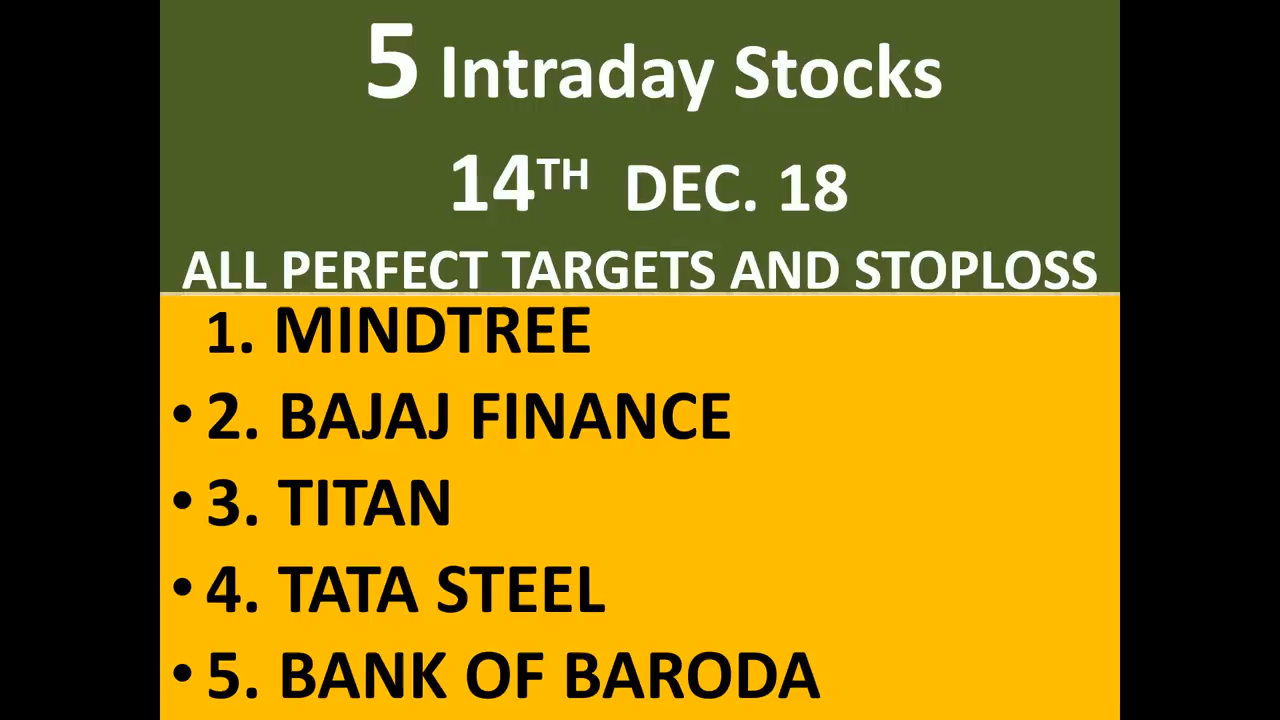 5 Intraday Stocks
14TH DEC. 18
ALL PERFECT TARGETS AND STOPLOSS
1. MINDTREE
• 2. BAJAJ FINANCE
• 3. TITAN
• 4. TATA STEEL
• 5. BANK OF BARODA